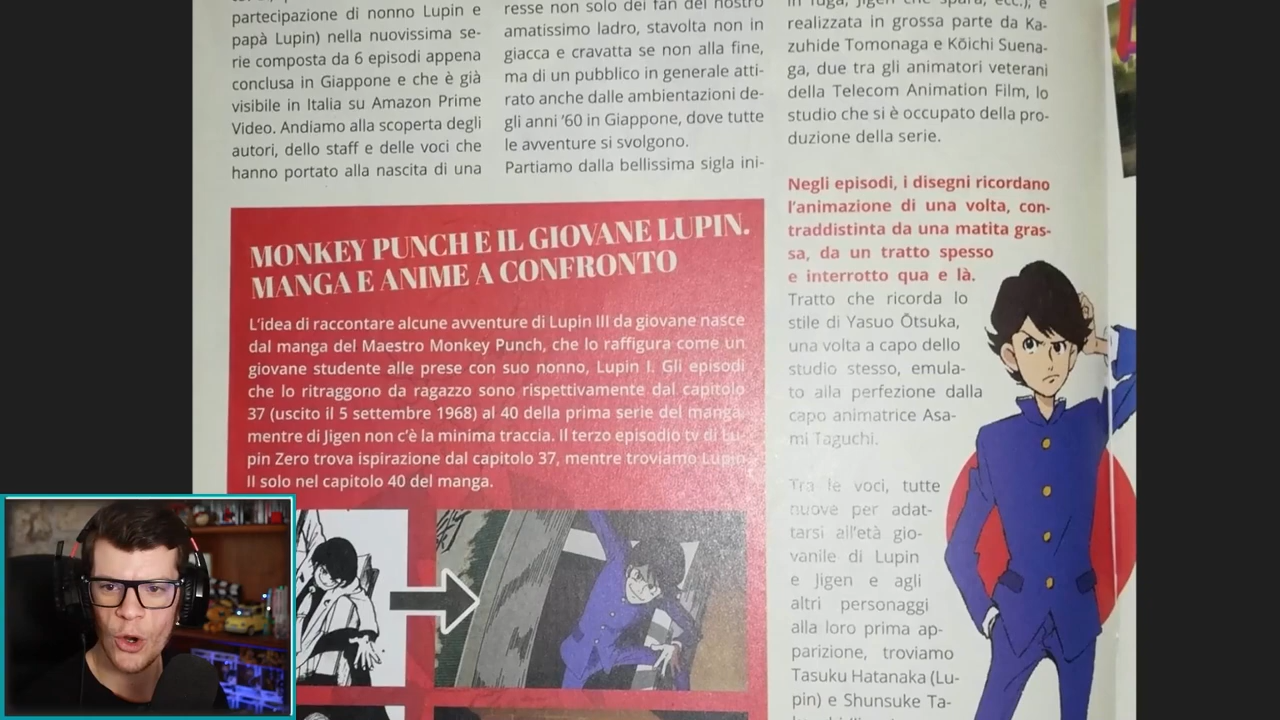 partecipazione di nonno Lupin e
papà Lupin) nella nuovissima se-
rie composta da 6 episodi appena
conclusa in Giappone e che è già
visibile in Italia su Amazon Prime
Video. Andiamo alla scoperta degli
autori, dello staff e delle voci che
hanno portato alla nascita di una
resse non solo dei fan del nostro
amatissimo ladro, stavolta non in
giacca e cravatta se non alla fine,
ma di un pubblico in generale atti-
rato anche dalle ambientazioni de-
gli anni '60 in Giappone, dove tutte
le avventure si svolgono.
Partiamo dalla bellissima sigla ini-
in fuga, Jigen che spara, ecc.), è
realizzata in grossa parte da Ka-
zuhide Tomonaga e Kōichi Suena-
ga, due tra gli animatori veterani
della Telecom Animation Film, lo
studio che si è occupato della pro-
duzione della serie.
Negli episodi, i disegni ricordano
l'animazione di una volta, con-
traddistinta da una matita gras-
sa, da un tratto spesso
e interrotto qua e là.
Tratto che ricorda lo
stile di Yasuo Ōtsuka,
una volta a capo dello
studio stesso, emula-
to alla perfezione dalla
capo animatrice Asa-
mi Taguchi.
Tra le voci, tutte
nuove per adat-
tarsi all'età gio-
vanile di Lupin
e Jigen e agli
altri personaggi
alla loro prima ap-
parizione, troviamo
Tasuku Hatanaka (Lu-
pin) e Shunsuke Ta-
MONKEY PUNCH E IL GIOVANE LUPIN.
MANGA E ANIME A CONFRONTO
L'idea di raccontare alcune avventure di Lupin III da giovane nasce
dal manga del Maestro Monkey Punch, che lo raffigura come un
giovane studente alle prese con suo nonno, Lupin I. Gli episodi
che lo ritraggono da ragazzo sono rispettivamente dal capitolo
37 (uscito il 5 settembre 1968) al 40 della prima serie del manga,
mentre di Jigen non c'è la minima traccia. Il terzo episodio tv di Lu-
pin Zero trova ispirazione dal capitolo 37, mentre troviamo Lupin
II solo nel capitolo 40 del manga.